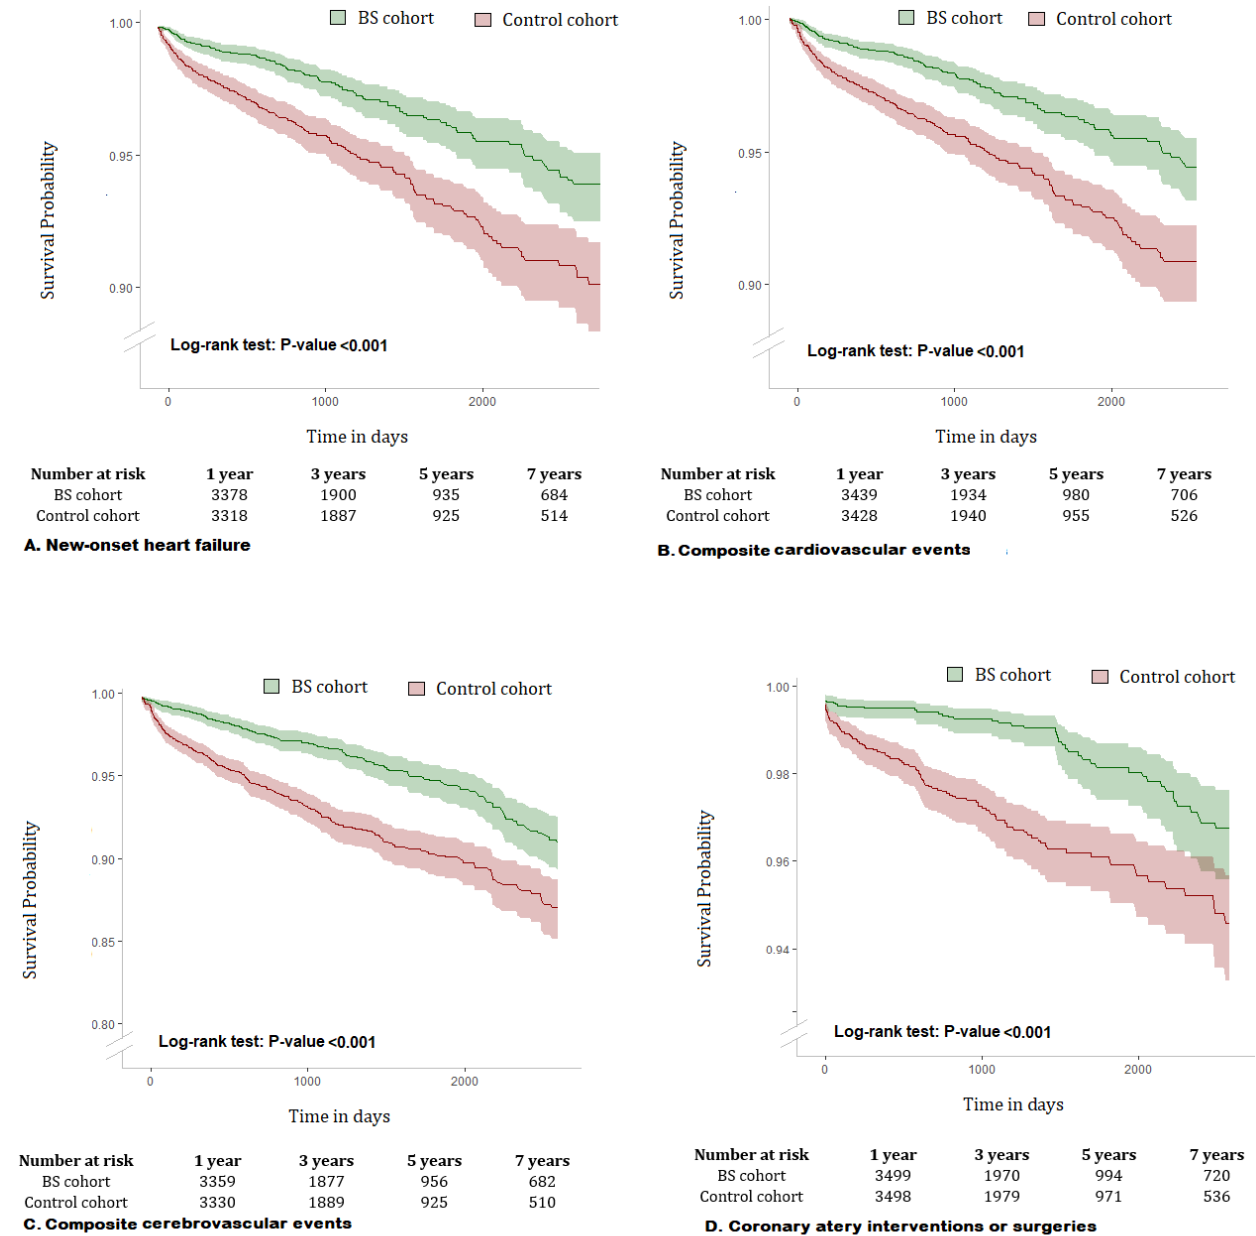 BS cohort Control cohort
1.00
0.95
0.90
Survival Probability
Log-rank test: P-value <0.001
0 1000 2000
Time in days
Number at risk 1 year 3 years 5 years 7 years
BS cohort 3378 1900 935 684
Control cohort 3318 1887 925 514
A. New-onset heart failure
BS cohort Control cohort
1.00
0.95
0.90
Survival Probability
Log-rank test: P-value <0.001
0 1000 2000
Time in days
Number at risk 1 year 3 years 5 years 7 years
BS cohort 3439 1934 980 706
Control cohort 3428 1940 955 526
B. Composite cardiovascular events
BS cohort Control cohort
1.00
0.95
0.90
0.85
0.80
Survival Probability
Log-rank test: P-value <0.001
0 1000 2000
Time in days
Number at risk 1 year 3 years 5 years 7 years
BS cohort 3359 1877 956 682
Control cohort 3330 1889 925 510
C. Composite cerebrovascular events
BS cohort Control cohort
1.00
0.98
0.96
0.94
Survival Probability
Log-rank test: P-value <0.001
0 1000 2000
Time in days
Number at risk 1 year 3 years 5 years 7 years
BS cohort 3499 1970 994 720
Control cohort 3498 1979 971 536
D. Coronary atery interventions or surgeries